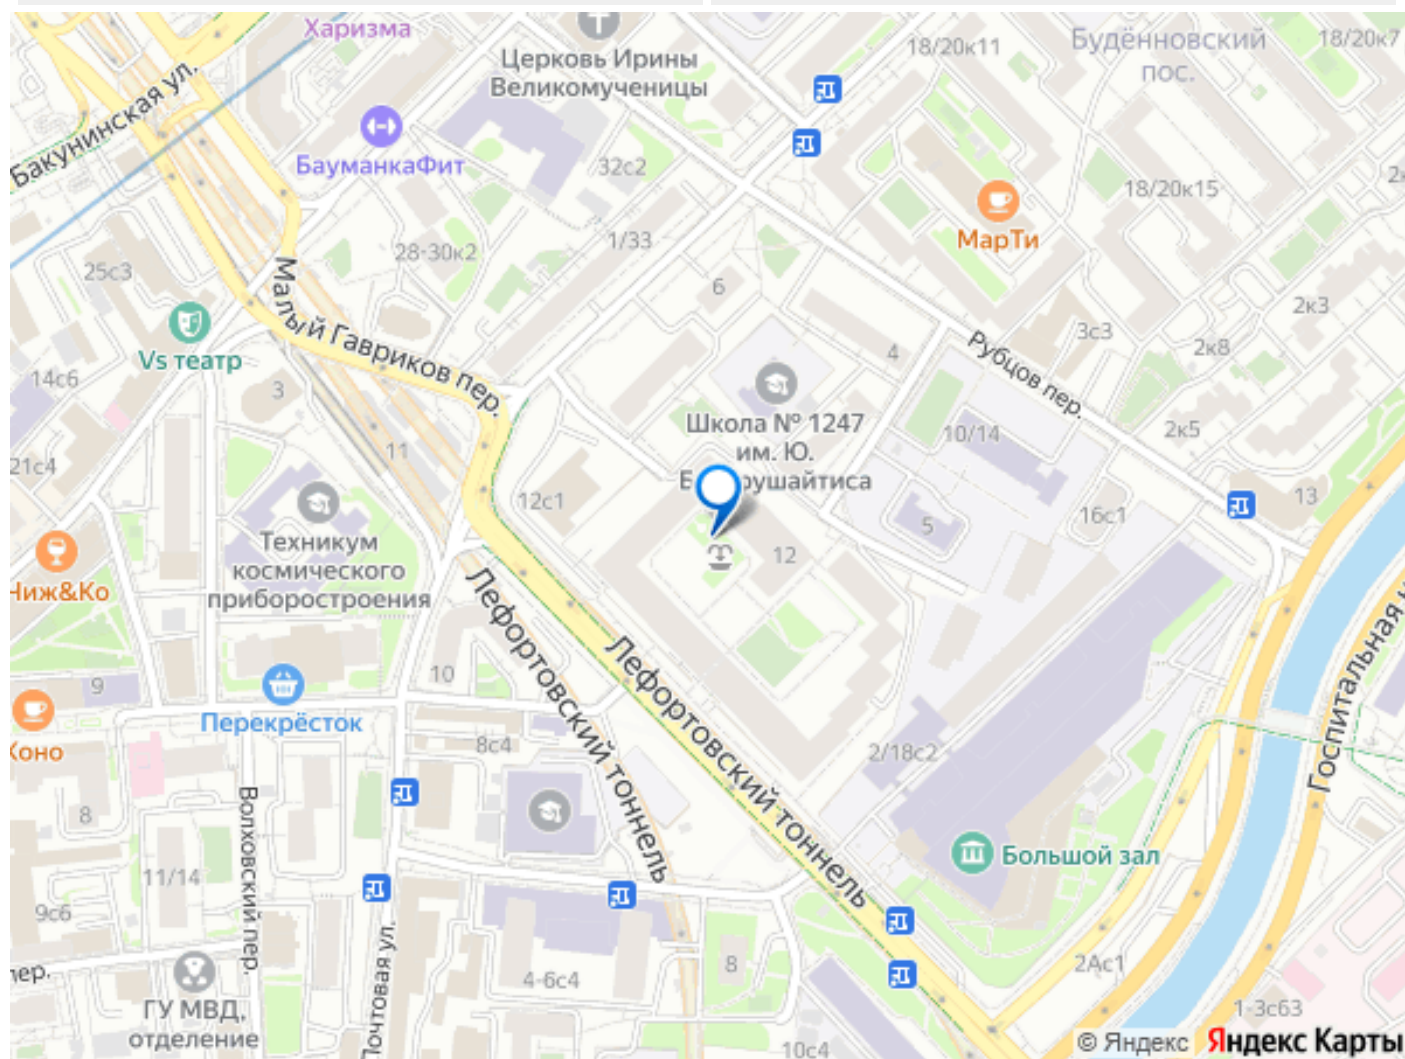 Харизма
Церковь Ирины
Великомученицы
18/20к11
Будённовский
пос.
18/20к7
Бакунинская ул.
БауманкаФит
32с2
18/20к15
МарТи
1/33
28-30к2
25с3
6
2к3
Малый Гавриков пер.
Vs театр
3с3
2к8
4
Рубцов пер.
14с6
3
Школа № 1247
им. Ю.
10/14
2к5
11
21с4
12с1
5
16с1
13
Техникум
космического
приборостроения
12
Ниж&Ко
Лефортовский тоннель
Лефортовский тоннель
Госпитальная
10
9
Перекрёсток
8с4
2/18с2
8
Волховский пер.
Большой зал
11/14
9с6
Почтовая ул.
пер.
4-6с4
8
2Ас1
ГУ МВД,
отделение
1-3с63
10с4
© Яндекс Яндекс Карты